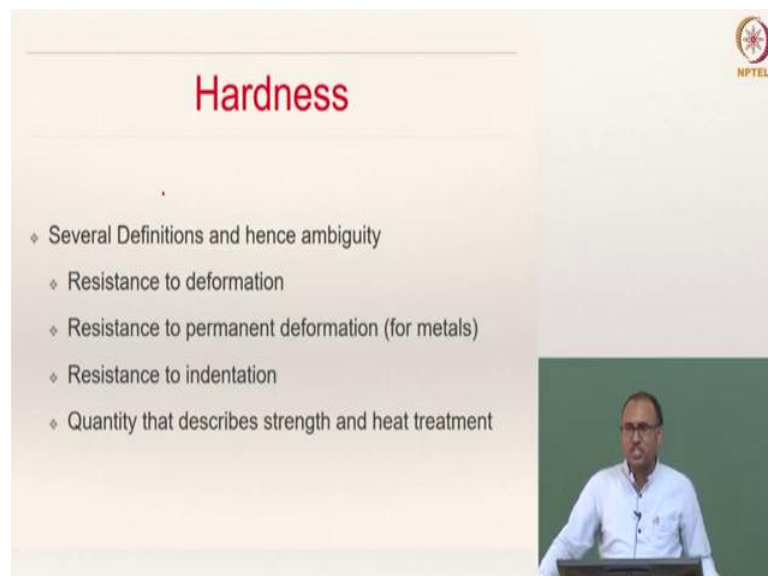 NPTEL
Hardness
Several Definitions and hence ambiguity
Resistance to deformation
Resistance to permanent deformation (for metals)
Resistance to indentation
Quantity that describes strength and heat treatment